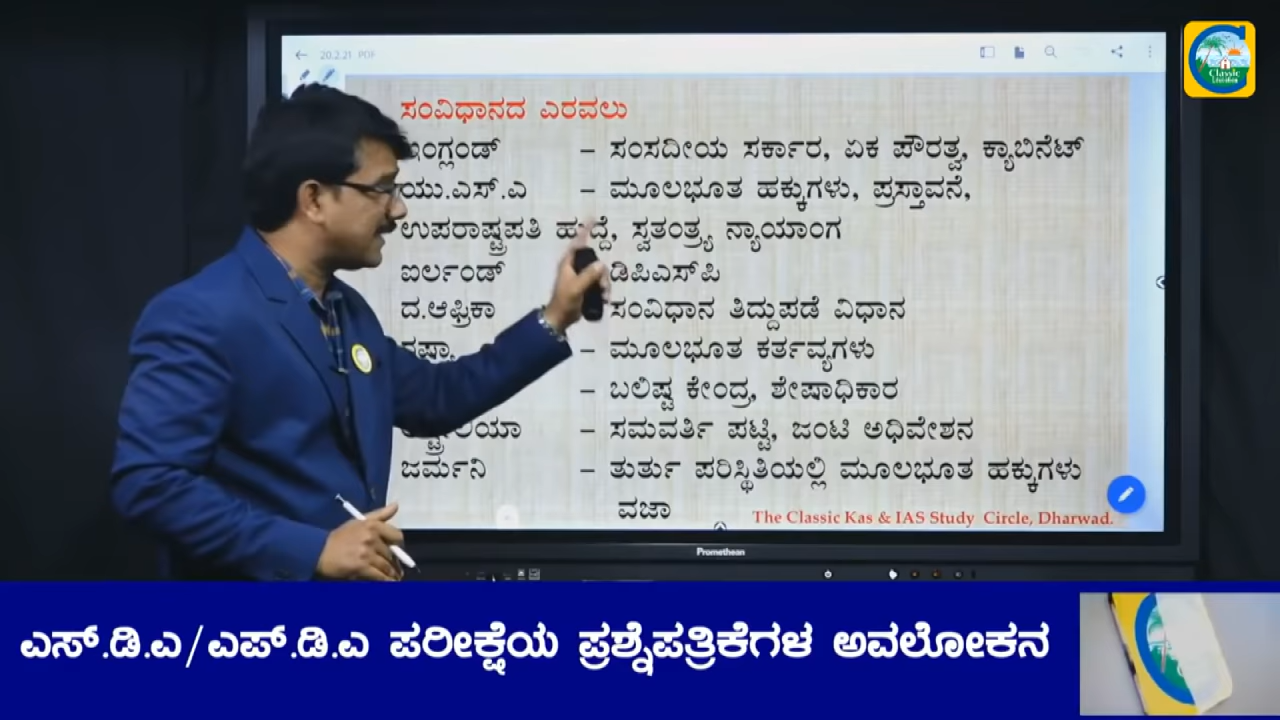 20.2.21 PDF
Classic
ಸಂವಿಧಾನದ ಎರವಲು
ಇಂಗ್ಲಂಡ್ – ಸಂಸದೀಯ ಸರ್ಕಾರ, ಏಕ ಪೌರತ್ವ, ಕ್ಯಾಬಿನೆಟ್
ಯು.ಎಸ್.ಎ – ಮೂಲಭೂತ ಹಕ್ಕುಗಳು, ಪ್ರಸ್ತಾವನೆ,
ಉಪರಾಷ್ಟ್ರಪತಿ ಹುದ್ದೆ, ಸ್ವತಂತ್ರ್ಯ ನ್ಯಾಯಾಂಗ
ಐರ್ಲಂಡ್ ಡಿಪಿಎಸ್‌ಪಿ
ದ.ಆಫ್ರಿಕಾ ಸಂವಿಧಾನ ತಿದ್ದುಪಡೆ ವಿಧಾನ
– ಮೂಲಭೂತ ಕರ್ತವ್ಯಗಳು
– ಬಲಿಷ್ಟ ಕೇಂದ್ರ, ಶೇಷಾಧಿಕಾರ
– ಸಮವರ್ತಿ ಪಟ್ಟಿ, ಜಂಟಿ ಅಧಿವೇಶನ
ಜರ್ಮನಿ – ತುರ್ತು ಪರಿಸ್ಥಿತಿಯಲ್ಲಿ ಮೂಲಭೂತ ಹಕ್ಕುಗಳು
ವಜಾ
The Classic Kas & IAS Study Circle, Dharwad.
Promethean
ಎಸ್.ಡಿ.ಎ/ಎಫ್.ಡಿ.ಎ ಪರೀಕ್ಷೆಯ ಪ್ರಶ್ನೆಪತ್ರಿಕೆಗಳ ಅವಲೋಕನ